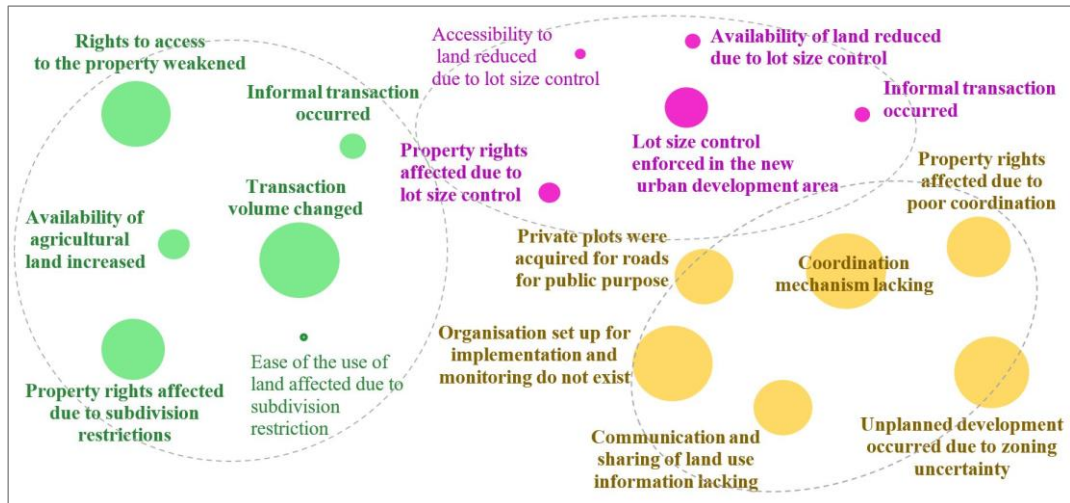 Rights to access
to the property weakened
Informal transaction
occurred
Transaction
volume changed
Availability of
agricultural
land increased
Property rights affected
due to subdivision
restrictions
Ease of the use of
land affected due to
subdivision
restriction
Accessibility to
land reduced
due to lot size control
Availability of land reduced
due to lot size control
Informal transaction
occurred
Property rights
affected due to
lot size control
Lot size control
enforced in the new
urban development area
Property rights
affected due to
poor coordination
Private plots were
acquired for roads
for public purpose
Coordination
mechanism lacking
Organisation set up for
implementation and
monitoring do not exist
Communication and
sharing of land use
information lacking
Unplanned development
occurred due to zoning
uncertainty